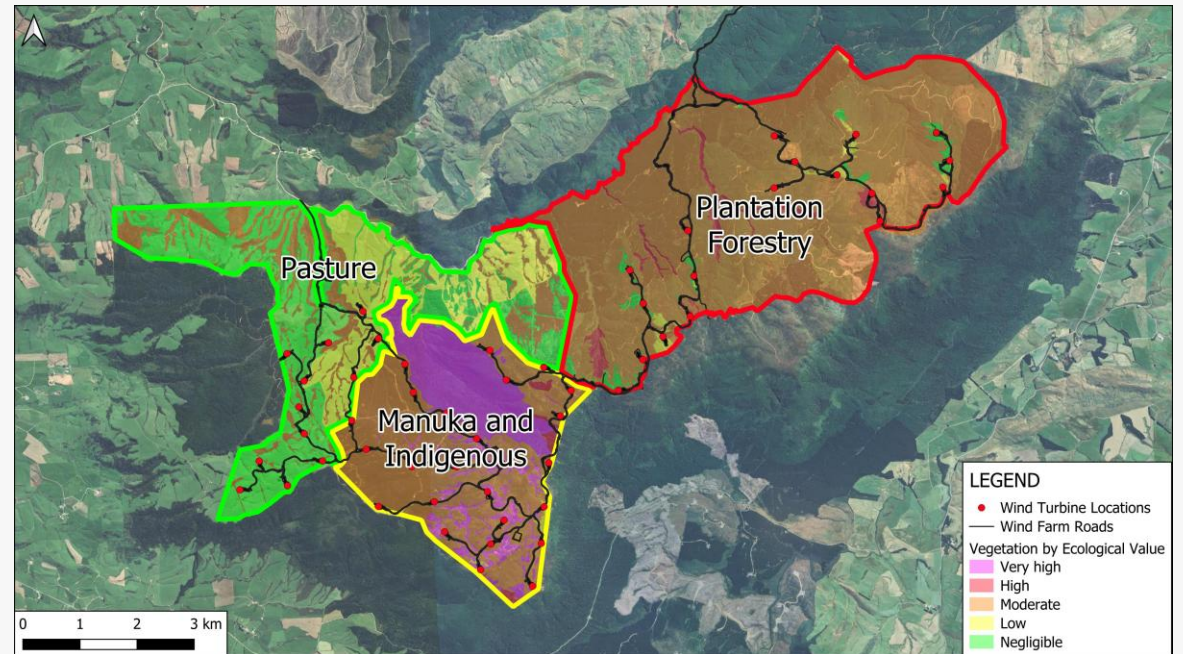 Plantation
Forestry
Pasture
Manuka and
Indigenous
LEGEND
Wind Turbine Locations
Wind Farm Roads
Vegetation by Ecological Value
Very high
High
Moderate
Low
Negligible
0 1 2 3 km